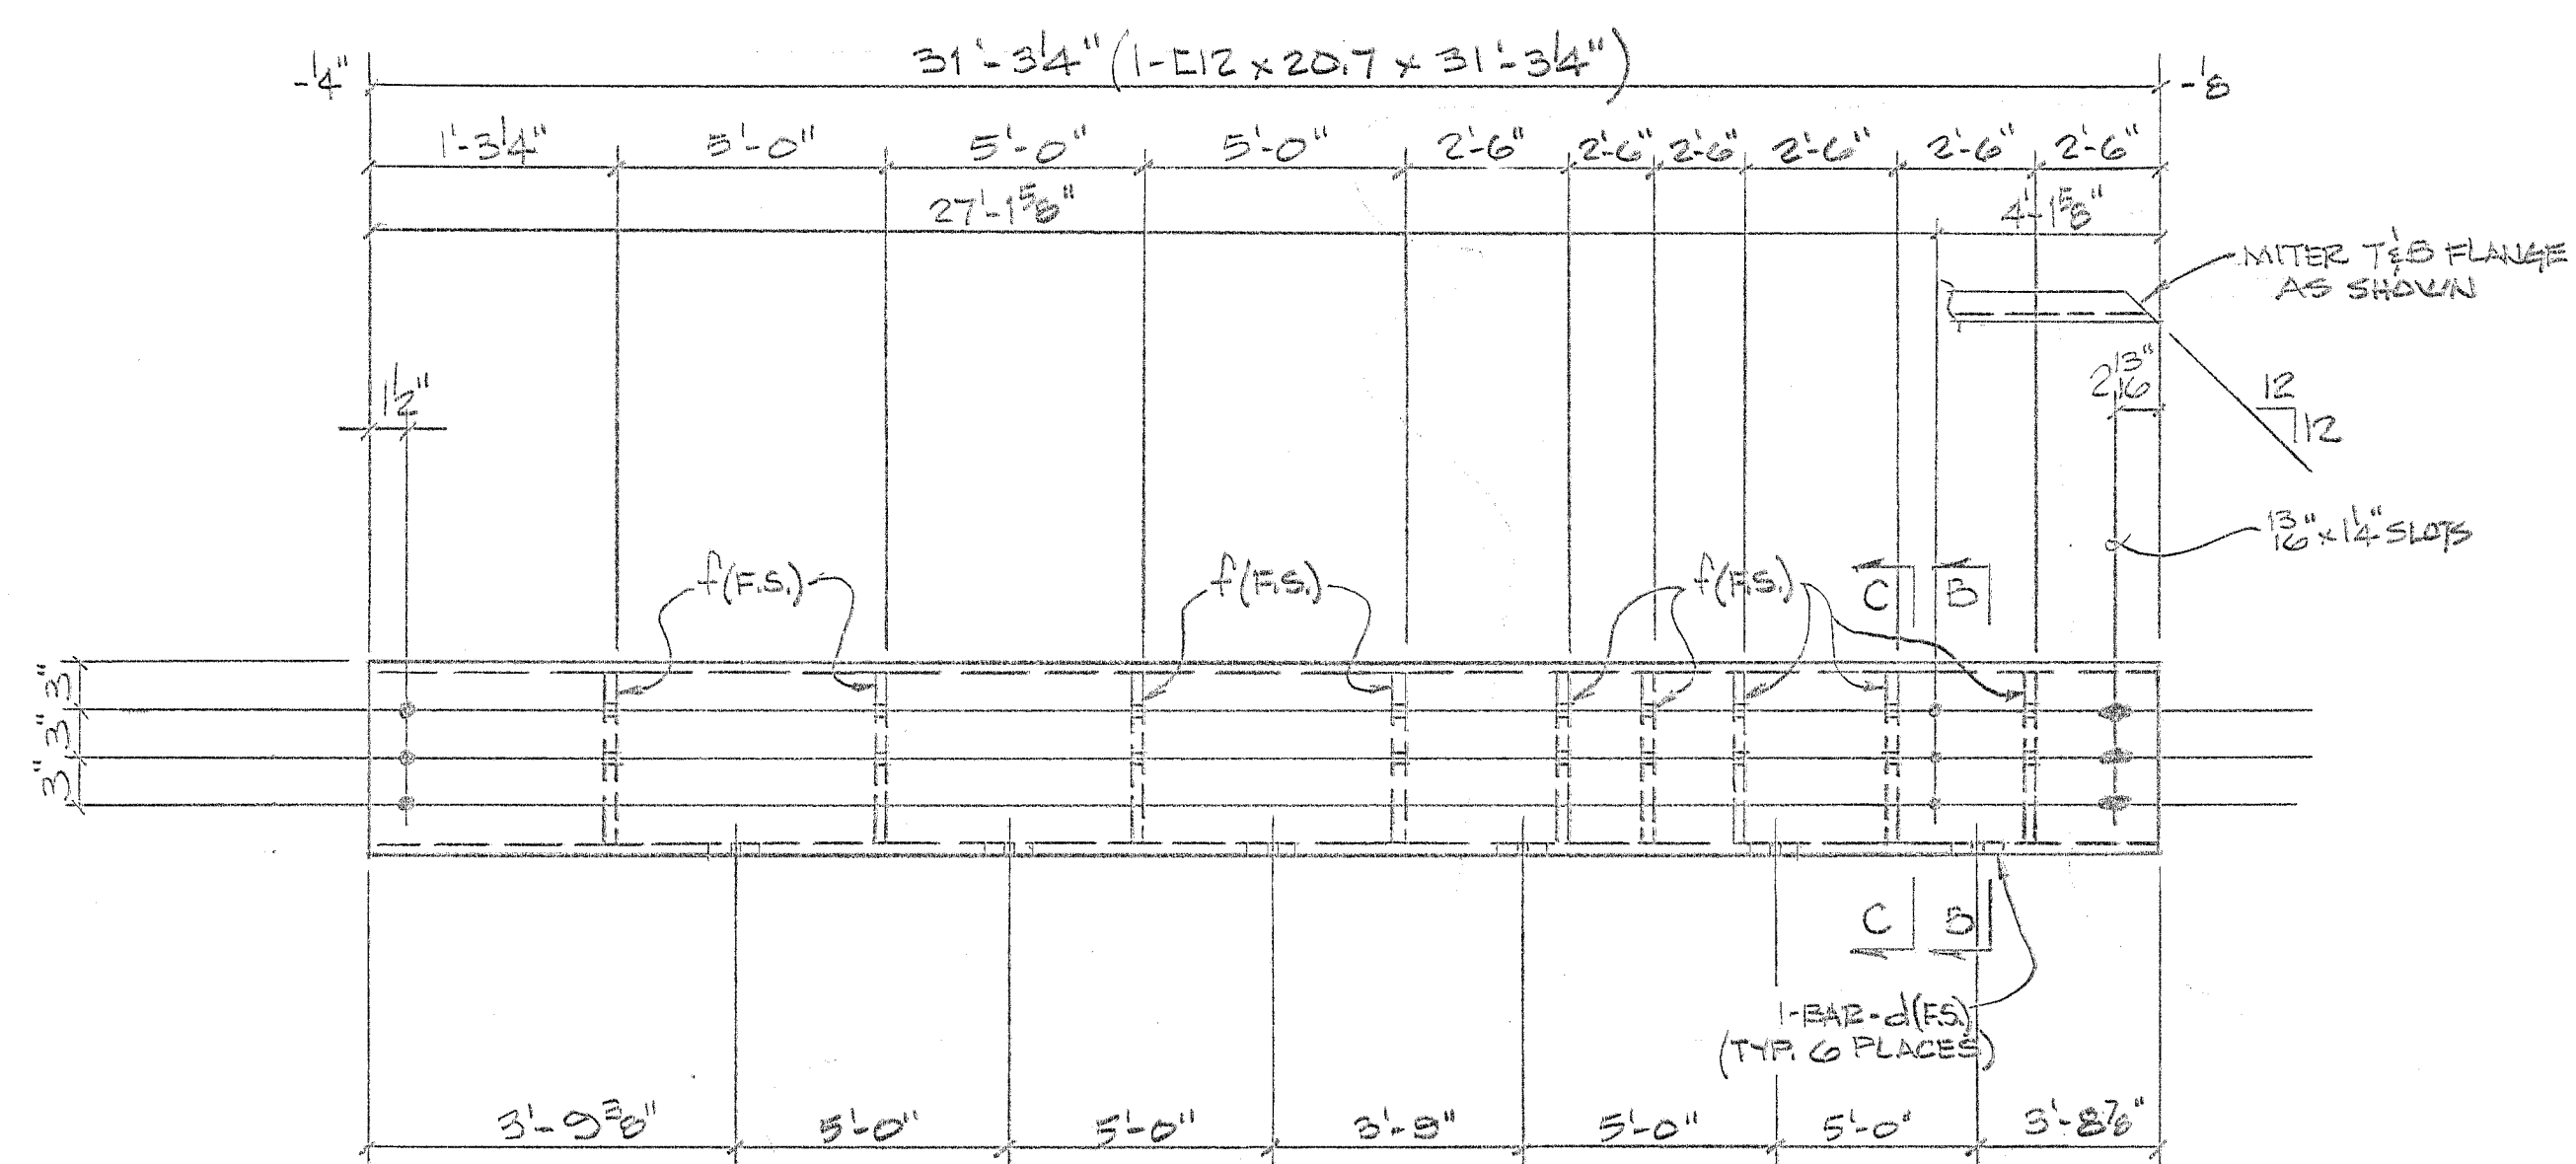 31'-3 1/4" (1-[12 x 20.7 x 31'-3 1/4")
-1/4"
-1/8
1'-3 1/4" 5'-0" 5'-0" 5'-0" 2'-6" 2'-6" 2'-6" 2'-6" 2'-6" 2'-6"
27'-1 5/8" 4'-1 5/8"
MITER T&B FLANGE
AS SHOWN
1 1/2"
2 13/16"
12
12
13/16" x 1 1/4" SLOTS
f(F.S.) f(F.S.) f(F.S.)
C B
3"
3"
3"
C B
1-BAR-d(F.S.)
(TYP. 6 PLACES)
3'-9 3/8" 5'-0" 5'-0" 3'-9" 5'-0" 5'-0" 3'-8 7/8"